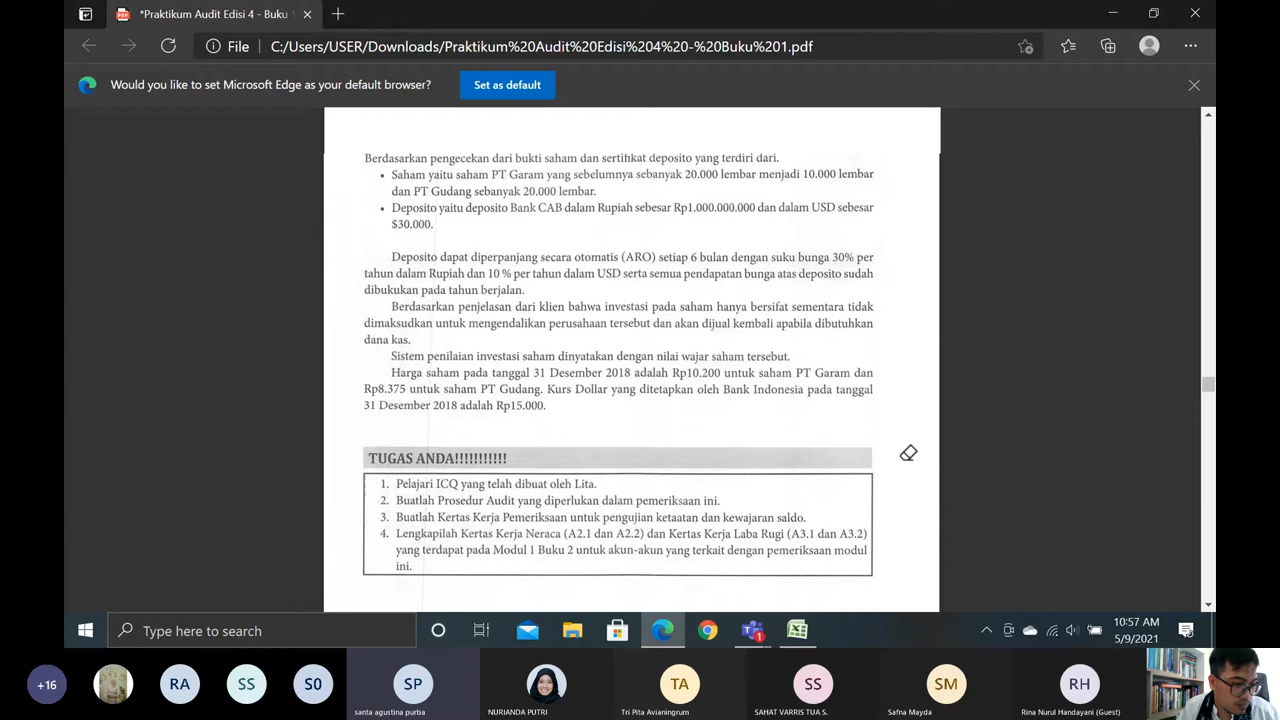 *Praktikum Audit Edisi 4 - Buku 1
File
C:/Users/USER/Downloads/Praktikum%20Audit%20Edisi%204%20-%20Buku%201.pdf
Would you like to set Microsoft Edge as your default browser?
Set as default
Berdasarkan pengecekan dari bukti saham dan sertifikat deposito yang terdiri dari.
• Saham yaitu saham PT Garam yang sebelumnya sebanyak 20.000 lembar menjadi 10.000 lembar
dan PT Gudang sebanyak 20.000 lembar.
• Deposito yaitu deposito Bank CAB dalam Rupiah sebesar Rp1.000.000.000 dan dalam USD sebesar
$30.000.
Deposito dapat diperpanjang secara otomatis (ARO) setiap 6 bulan dengan suku bunga 30% per
tahun dalam Rupiah dan 10 % per tahun dalam USD serta semua pendapatan bunga atas deposito sudah
dibukukan pada tahun berjalan.
Berdasarkan penjelasan dari klien bahwa investasi pada saham hanya bersifat sementara tidak
dimaksudkan untuk mengendalikan perusahaan tersebut dan akan dijual kembali apabila dibutuhkan
dana kas.
Sistem penilaian investasi saham dinyatakan dengan nilai wajar saham tersebut.
Harga saham pada tanggal 31 Desember 2018 adalah Rp10.200 untuk saham PT Garam dan
Rp8.375 untuk saham PT Gudang. Kurs Dollar yang ditetapkan oleh Bank Indonesia pada tanggal
31 Desember 2018 adalah Rp15.000.
TUGAS ANDA!!!!!!!!!!!
1. Pelajari ICQ yang telah dibuat oleh Lita.
2. Buatlah Prosedur Audit yang diperlukan dalam pemeriksaan ini.
3. Buatlah Kertas Kerja Pemeriksaan untuk pengujian ketaatan dan kewajaran saldo.
4. Lengkapilah Kertas Kerja Neraca (A2.1 dan A2.2) dan Kertas Kerja Laba Rugi (A3.1 dan A3.2)
yang terdapat pada Modul 1 Buku 2 untuk akun-akun yang terkait dengan pemeriksaan modul
ini.
Type here to search
1
10:57 AM
5/9/2021
+16
RA
SS
S0
SP
TA
SS
SM
RH
santa agustina purba
NURIANDA PUTRI
Tri Pita Avianingrum
SAHAT VARRIS TUA S.
Safna Mayda
Rina Nurul Handayani (Guest)